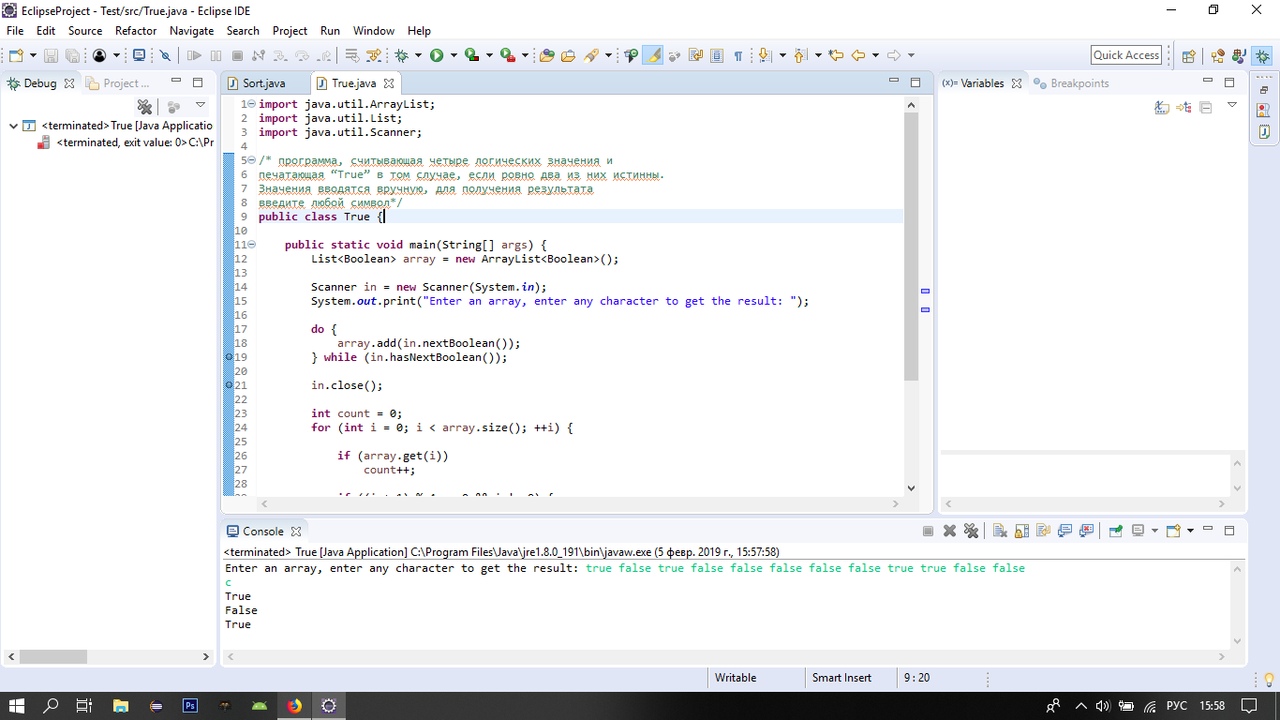 EclipseProject - Test/src/True.java - Eclipse IDE
File Edit Source Refactor Navigate Search Project Run Window Help
Quick Access
Debug Project ...
<terminated>True [Java Applicatio
<terminated, exit value: 0>C:\Pr
Sort.java True.java
1 import java.util.ArrayList;
2 import java.util.List;
3 import java.util.Scanner;
4
5 /* программа, считывающая четыре логических значения и
6 печатающая “True” в том случае, если ровно два из них истинны.
7 Значения вводятся вручную, для получения результата
8 введите любой символ*/
9 public class True {
10
11 public static void main(String[] args) {
12 List<Boolean> array = new ArrayList<Boolean>();
13
14 Scanner in = new Scanner(System.in);
15 System.out.print("Enter an array, enter any character to get the result: ");
16
17 do {
18 array.add(in.nextBoolean());
19 } while (in.hasNextBoolean());
20
21 in.close();
22
23 int count = 0;
24 for (int i = 0; i < array.size(); ++i) {
25
26 if (array.get(i))
27 count++;
28
(x)= Variables Breakpoints
Console
<terminated> True [Java Application] C:\Program Files\Java\jre1.8.0_191\bin\javaw.exe (5 февр. 2019 г., 15:57:58)
Enter an array, enter any character to get the result: true false true false false false false false true true false false
c
True
False
True
Writable Smart Insert 9 : 20
РУС 15:58